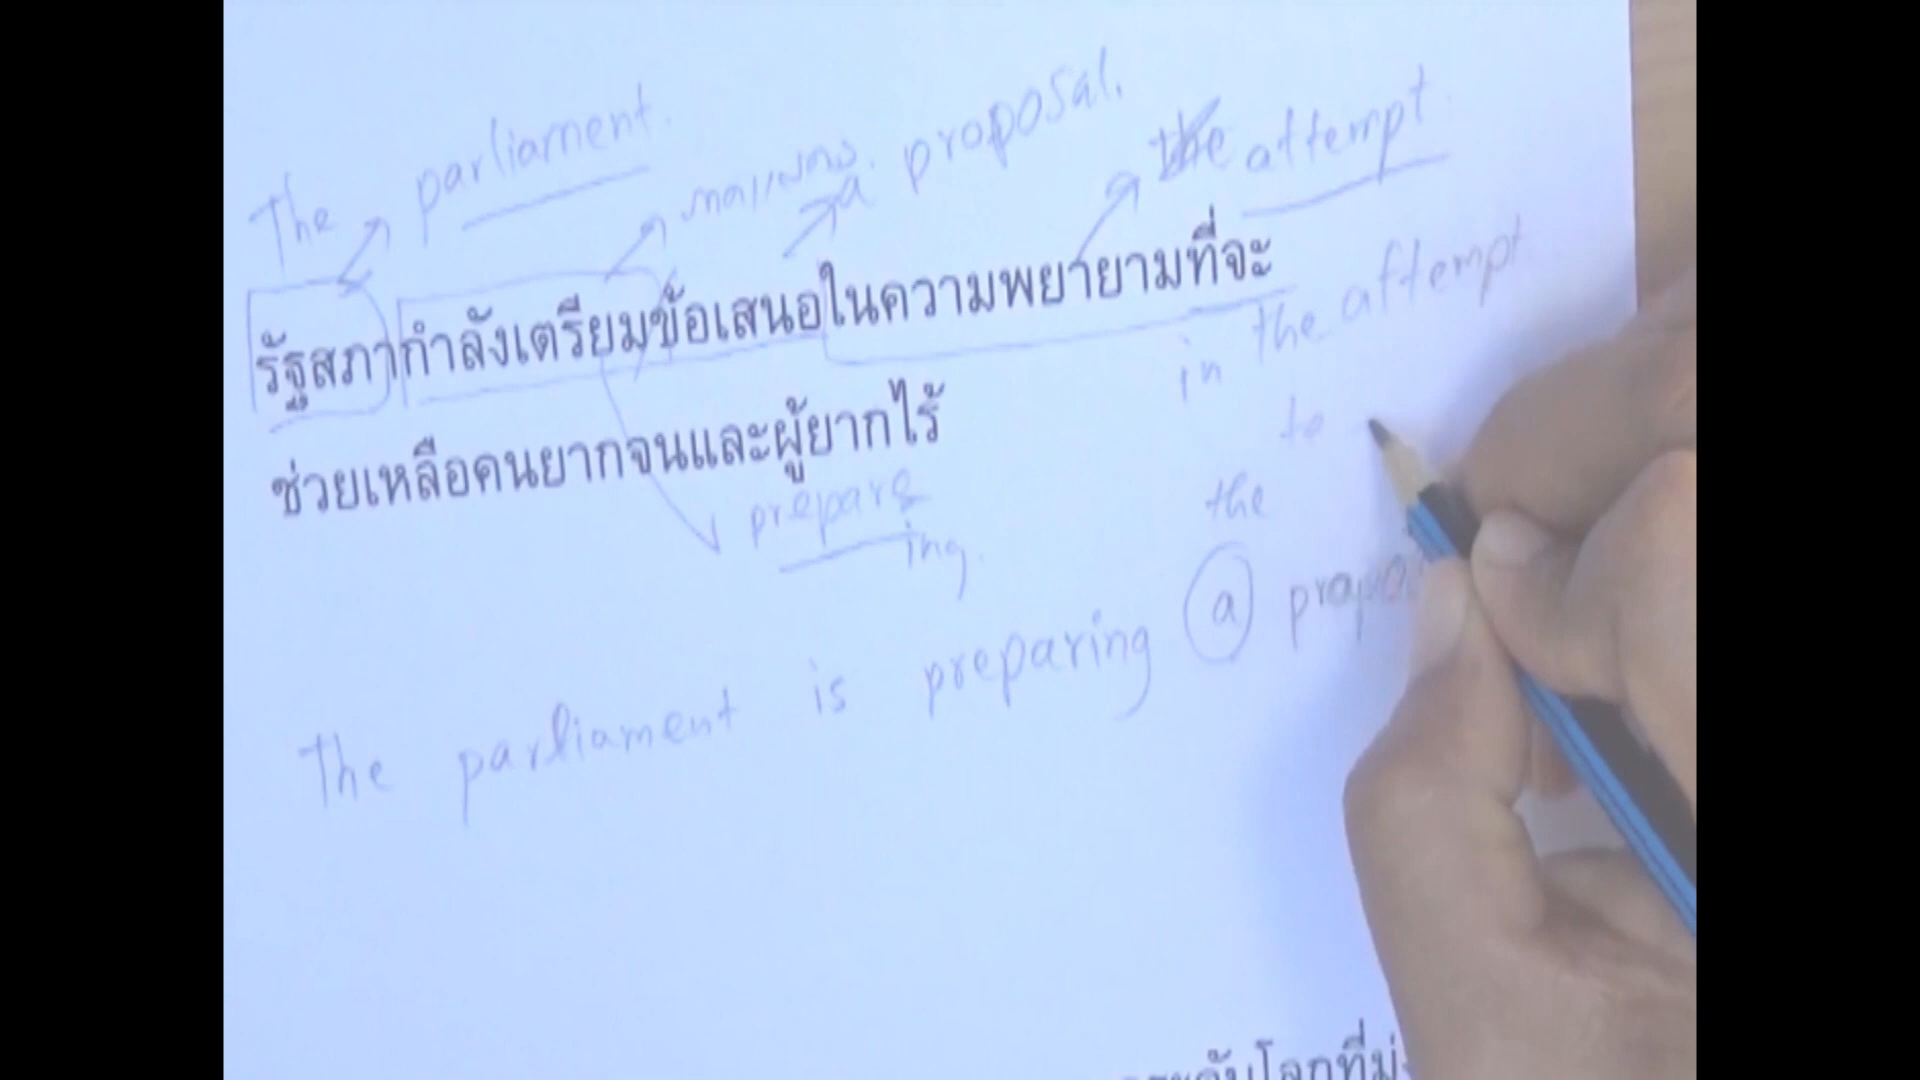 The parliament. a proposal. the attempt.
รัฐสภากำลังเตรียมข้อเสนอในความพยายามที่จะ
in the attempt
to
ช่วยเหลือคนยากจนและผู้ยากไร้
prepare
ing.
the
The parliament is preparing a